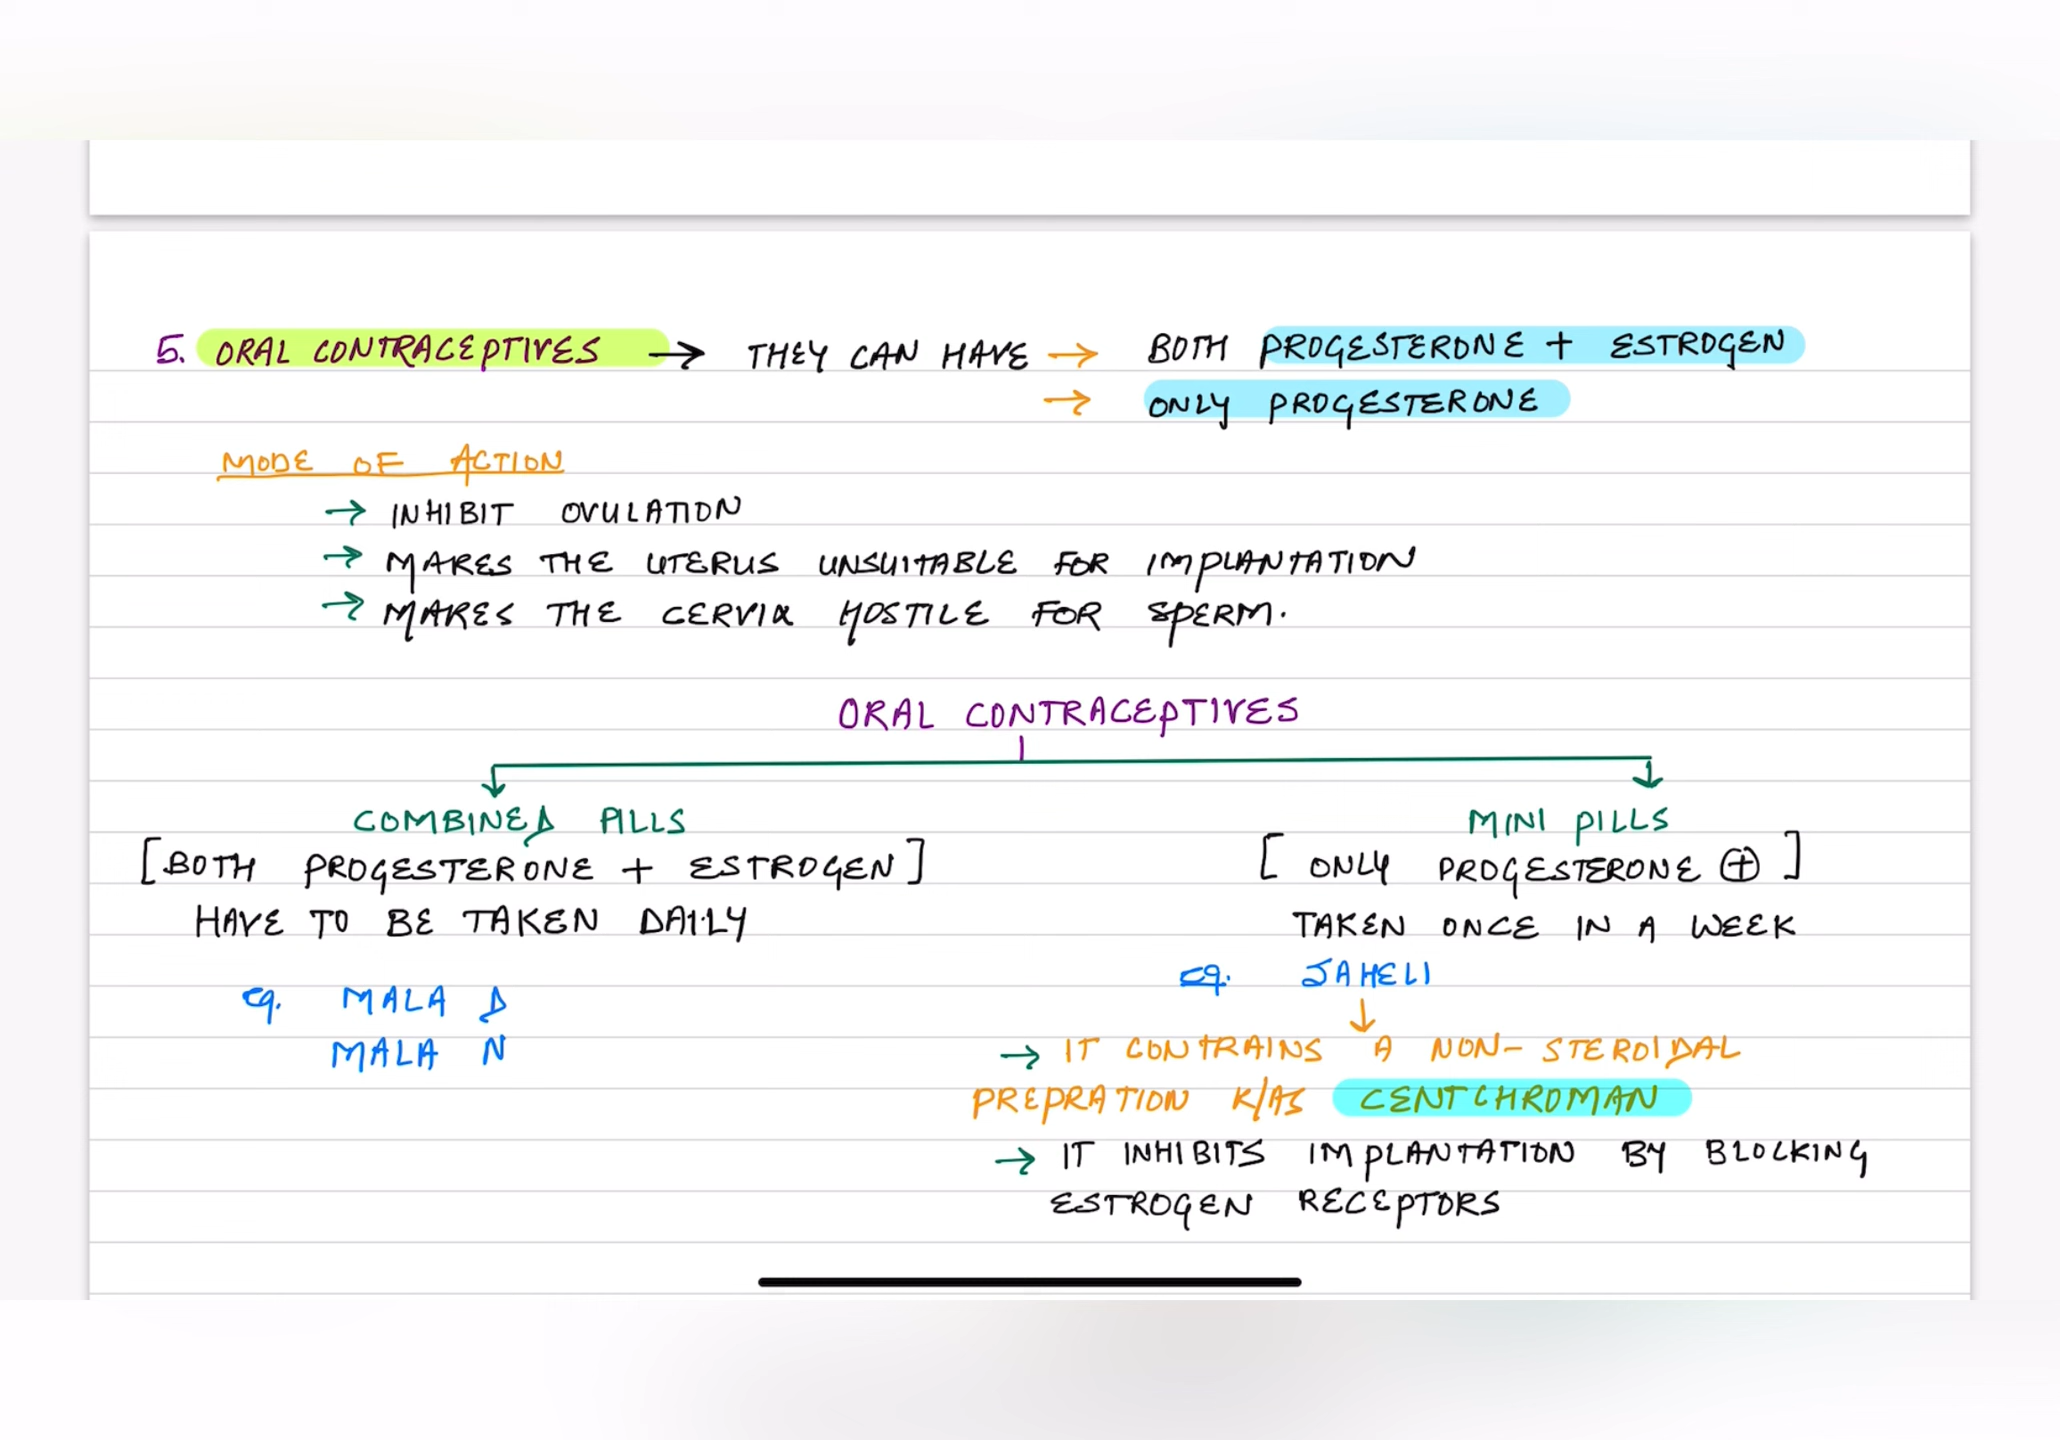 5. ORAL CONTRACEPTIVES → THEY CAN HAVE → BOTH PROGESTERONE + ESTROGEN
→ ONLY PROGESTERONE
MODE OF ACTION
→ INHIBIT OVULATION
→ MAKES THE UTERUS UNSUITABLE FOR IMPLANTATION
→ MAKES THE CERVIX HOSTILE FOR SPERM.
ORAL CONTRACEPTIVES
COMBINED PILLS
[BOTH PROGESTERONE + ESTROGEN]
HAVE TO BE TAKEN DAILY
eg. MALA D
MALA N
MINI PILLS
[ONLY PROGESTERONE ⊕]
TAKEN ONCE IN A WEEK
eg. SAHELI
→ IT CONTRAINS A NON-STEROIDAL
PREPRATION K/AS CENTCHROMAN
→ IT INHIBITS IMPLANTATION BY BLOCKING
ESTROGEN RECEPTORS